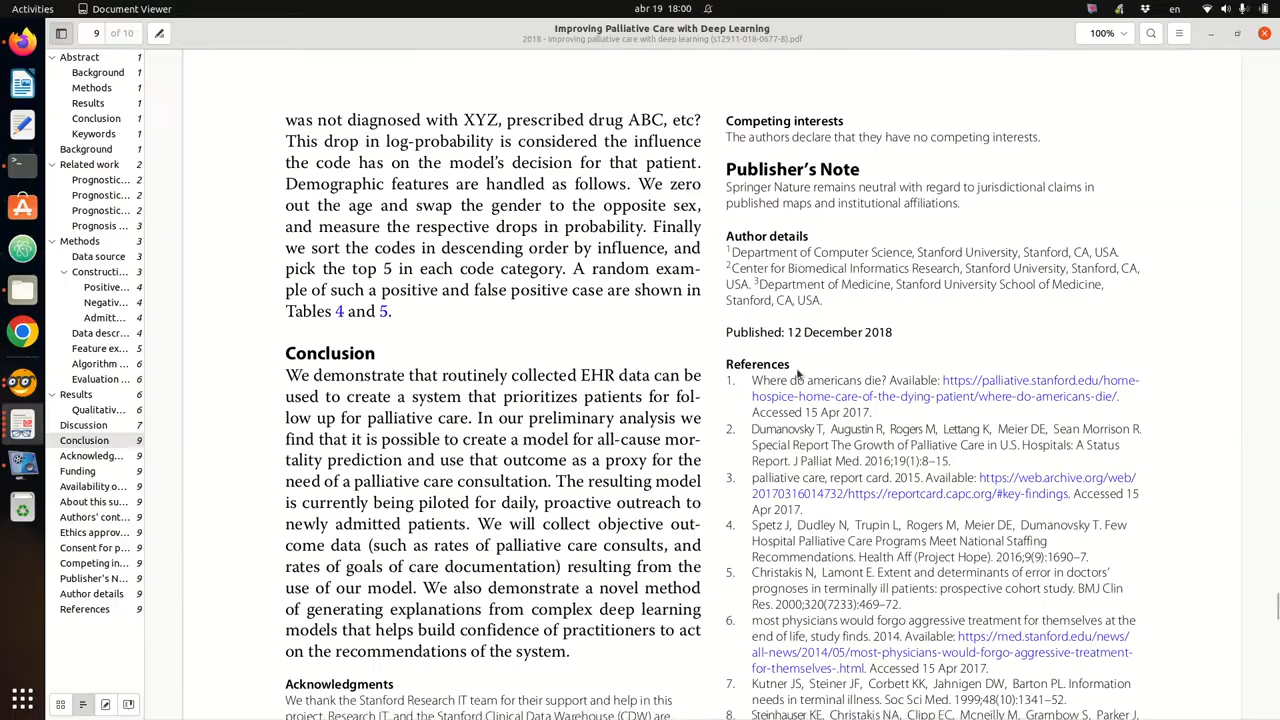 Activities
Document Viewer
abr 19 18:00
en
9
of 10
Improving Palliative Care with Deep Learning
2018 - Improving palliative care with deep learning (s12911-018-0677-8).pdf
100%
Abstract 1
Background 1
Methods 1
Results 1
Conclusion 1
Keywords 1
Background 1
Related work 2
Prognostic... 2
Prognostic... 2
Prognostic... 2
Prognosis ... 3
Methods 3
Data source 3
Constructi... 3
Positive... 4
Negativ... 4
Admitt... 4
Data descr... 4
Feature ex... 5
Algorithm ... 6
Evaluation ... 6
Results 6
Qualitativ... 6
Discussion 7
Conclusion 9
Acknowledg... 9
Funding 9
Availability o... 9
About this su... 9
Authors' cont... 9
Ethics approv... 9
Consent for p... 9
Competing in... 9
Publisher's N... 9
Author details 9
References 9
was not diagnosed with XYZ, prescribed drug ABC, etc?
This drop in log-probability is considered the influence
the code has on the model's decision for that patient.
Demographic features are handled as follows. We zero
out the age and swap the gender to the opposite sex,
and measure the respective drops in probability. Finally
we sort the codes in descending order by influence, and
pick the top 5 in each code category. A random exam-
ple of such a positive and false positive case are shown in
Tables 4 and 5.
Conclusion
We demonstrate that routinely collected EHR data can be
used to create a system that prioritizes patients for fol-
low up for palliative care. In our preliminary analysis we
find that it is possible to create a model for all-cause mor-
tality prediction and use that outcome as a proxy for the
need of a palliative care consultation. The resulting model
is currently being piloted for daily, proactive outreach to
newly admitted patients. We will collect objective out-
come data (such as rates of palliative care consults, and
rates of goals of care documentation) resulting from the
use of our model. We also demonstrate a novel method
of generating explanations from complex deep learning
models that helps build confidence of practitioners to act
on the recommendations of the system.
Acknowledgments
We thank the Stanford Research IT team for their support and help in this
project. Research IT, and the Stanford Clinical Data Warehouse (CDW) are
Competing interests
The authors declare that they have no competing interests.
Publisher's Note
Springer Nature remains neutral with regard to jurisdictional claims in
published maps and institutional affiliations.
Author details
1Department of Computer Science, Stanford University, Stanford, CA, USA.
2Center for Biomedical Informatics Research, Stanford University, Stanford, CA,
USA. 3Department of Medicine, Stanford University School of Medicine,
Stanford, CA, USA.
Published: 12 December 2018
References
1. Where do americans die? Available: https://palliative.stanford.edu/home-
hospice-home-care-of-the-dying-patient/where-do-americans-die/.
Accessed 15 Apr 2017.
2. Dumanovsky T, Augustin R, Rogers M, Lettang K, Meier DE, Sean Morrison R.
Special Report The Growth of Palliative Care in U.S. Hospitals: A Status
Report. J Palliat Med. 2016;19(1):8–15.
3. palliative care, report card. 2015. Available: https://web.archive.org/web/
20170316014732/https://reportcard.capc.org/#key-findings. Accessed 15
Apr 2017.
4. Spetz J, Dudley N, Trupin L, Rogers M, Meier DE, Dumanovsky T. Few
Hospital Palliative Care Programs Meet National Staffing
Recommendations. Health Aff (Project Hope). 2016;9(9):1690–7.
5. Christakis N, Lamont E. Extent and determinants of error in doctors'
prognoses in terminally ill patients: prospective cohort study. BMJ Clin
Res. 2000;320(7233):469–72.
6. most physicians would forgo aggressive treatment for themselves at the
end of life, study finds. 2014. Available: https://med.stanford.edu/news/
all-news/2014/05/most-physicians-would-forgo-aggressive-treatment-
for-themselves-.html. Accessed 15 Apr 2017.
7. Kutner JS, Steiner JF, Corbett KK, Jahnigen DW, Barton PL. Information
needs in terminal illness. Soc Sci Med. 1999;48(10):1341–52.
8. Steinhauser KE, Christakis NA, Clipp EC, Mcneilly M, Grambow S, Parker J,